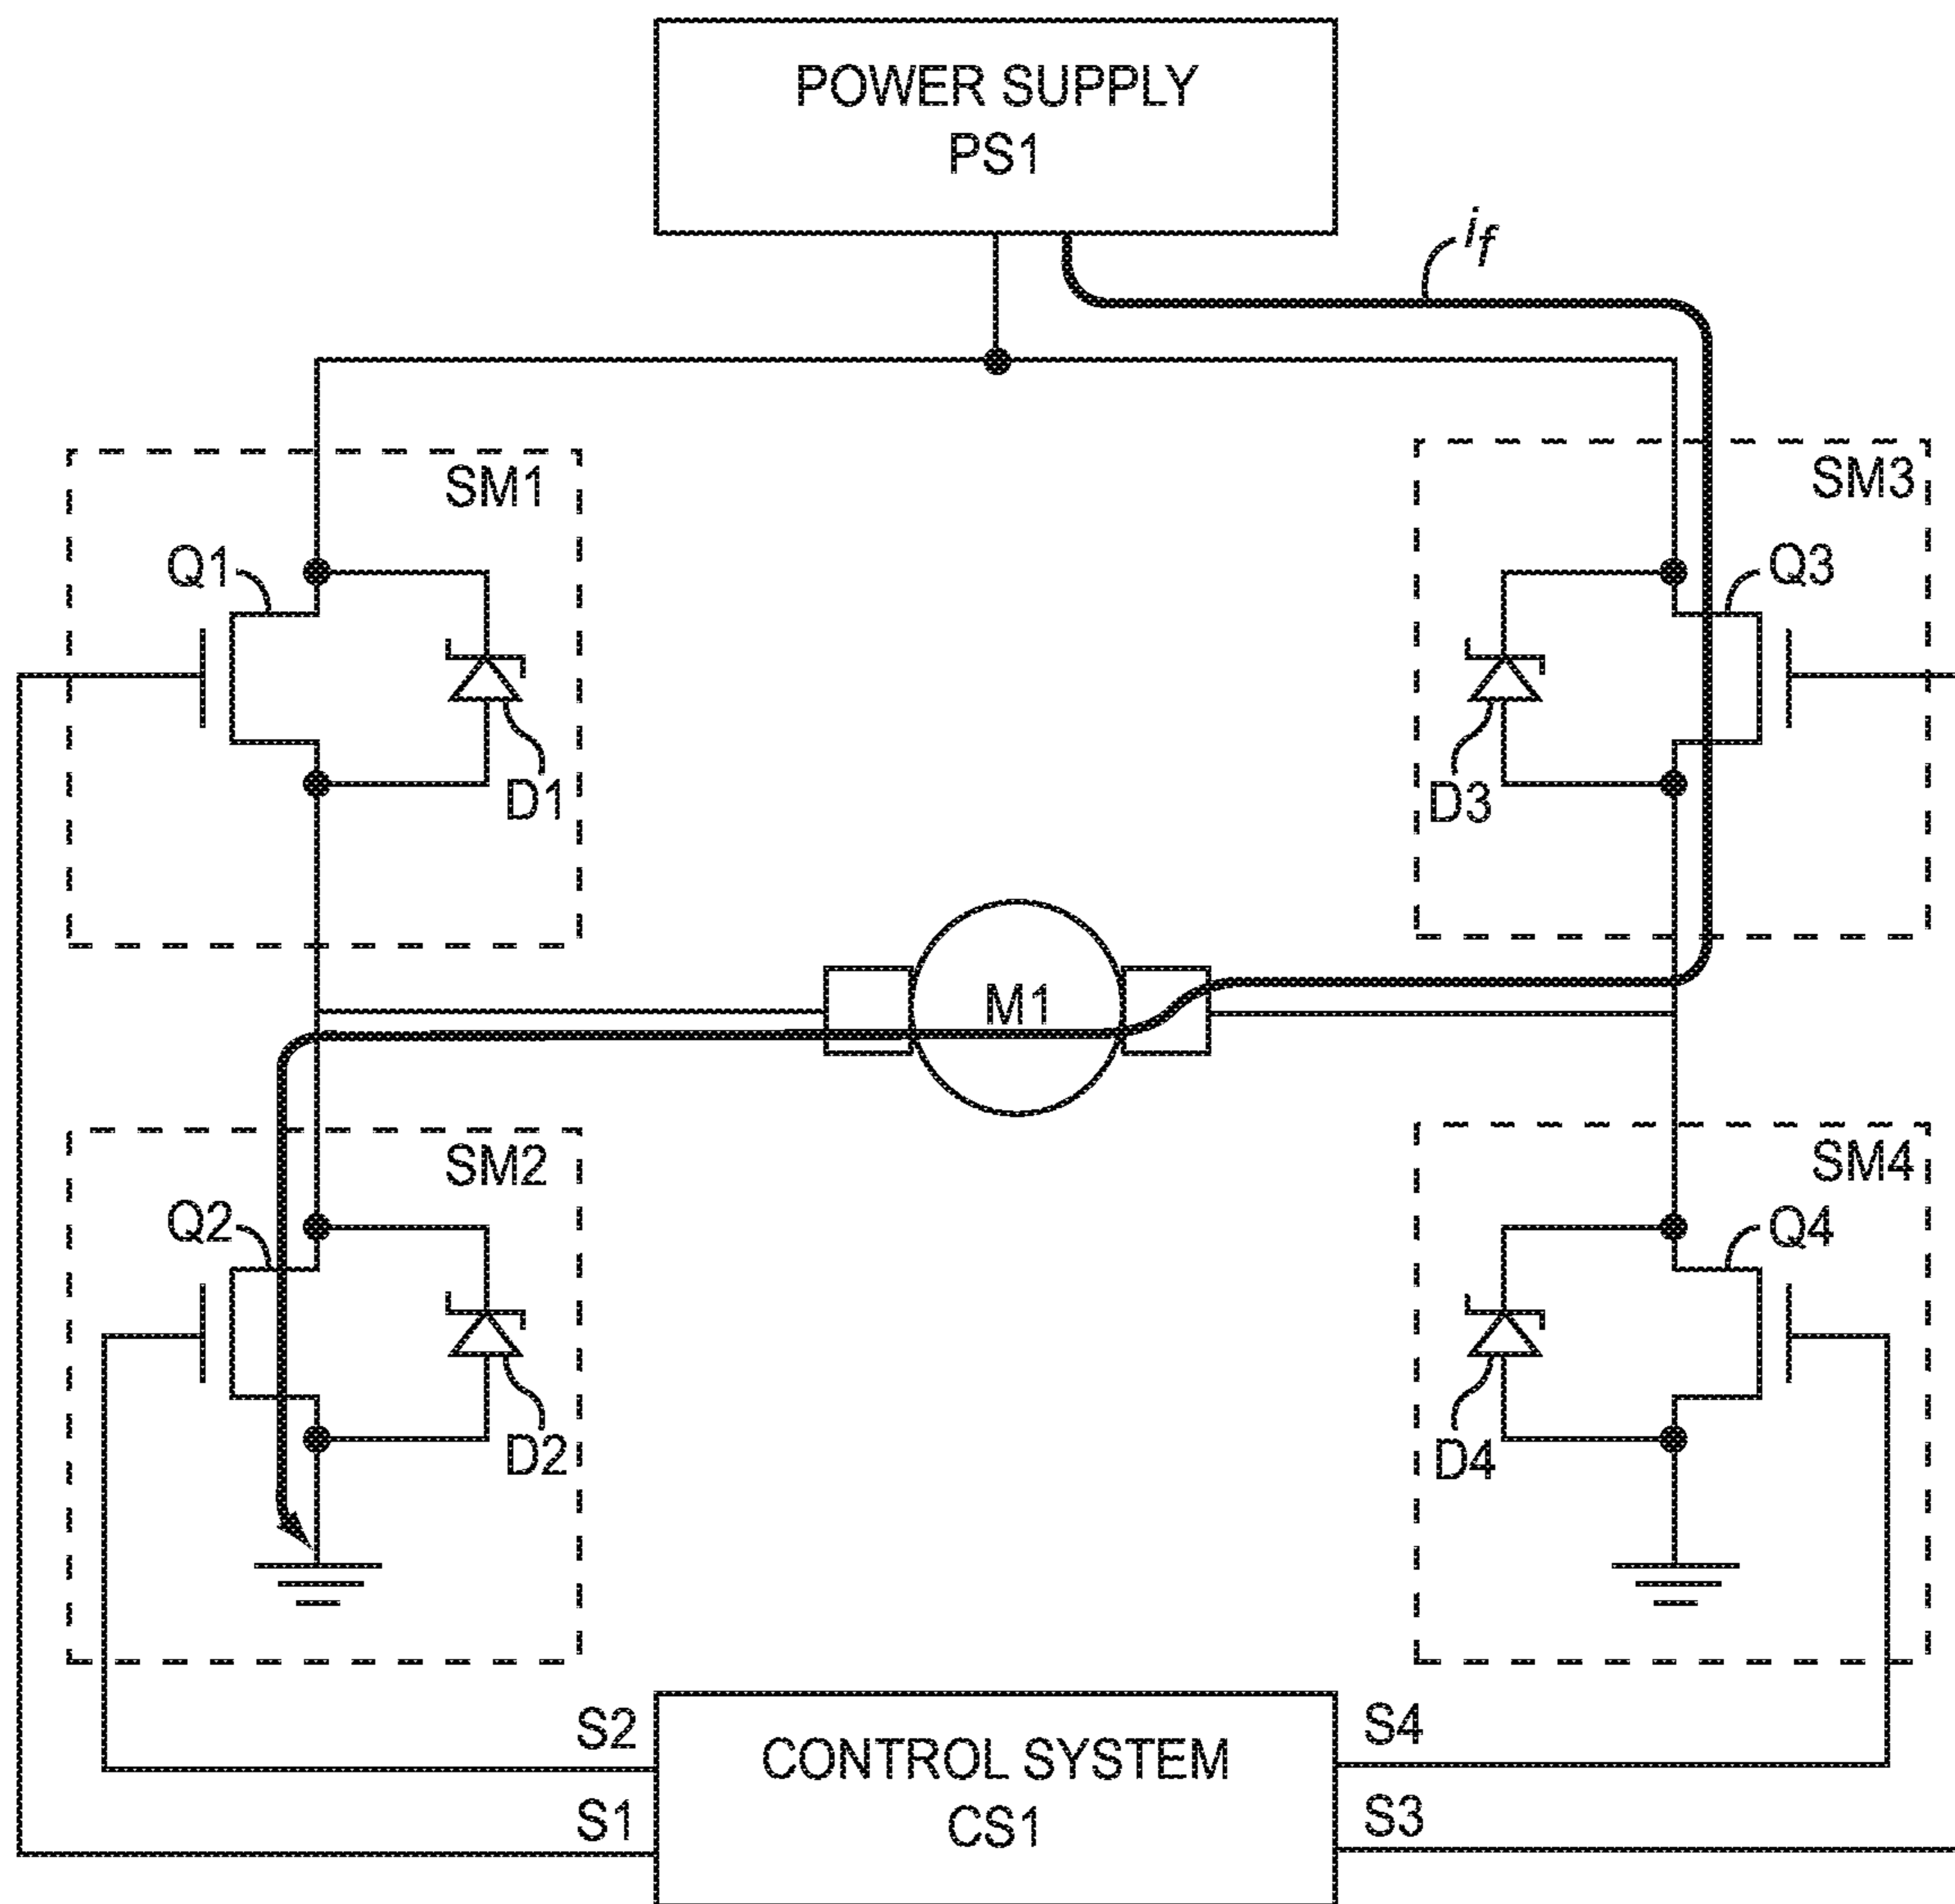 POWER SUPPLY
PS1
if
SM1
SM3
Q1
Q3
D1
D3
M1
SM2
SM4
Q2
Q4
D2
D4
S2
S4
CONTROL SYSTEM
CS1
S1
S3